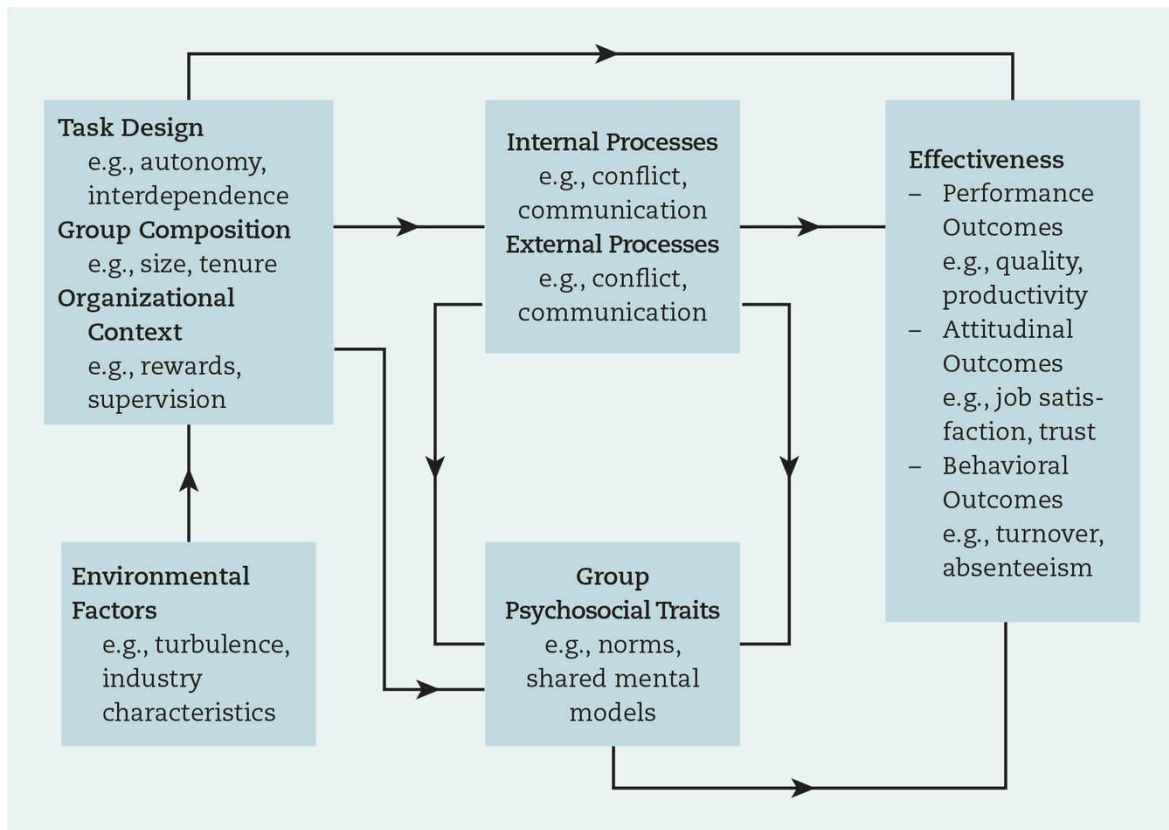 Task Design
e.g., autonomy,
interdependence
Group Composition
e.g., size, tenure
Organizational
Context
e.g., rewards,
supervision
Environmental
Factors
e.g., turbulence,
industry
characteristics
Internal Processes
e.g., conflict,
communication
External Processes
e.g., conflict,
communication
Group
Psychosocial Traits
e.g., norms,
shared mental
models
Effectiveness
– Performance
Outcomes
e.g., quality,
productivity
– Attitudinal
Outcomes
e.g., job satis-
faction, trust
– Behavioral
Outcomes
e.g., turnover,
absenteeism